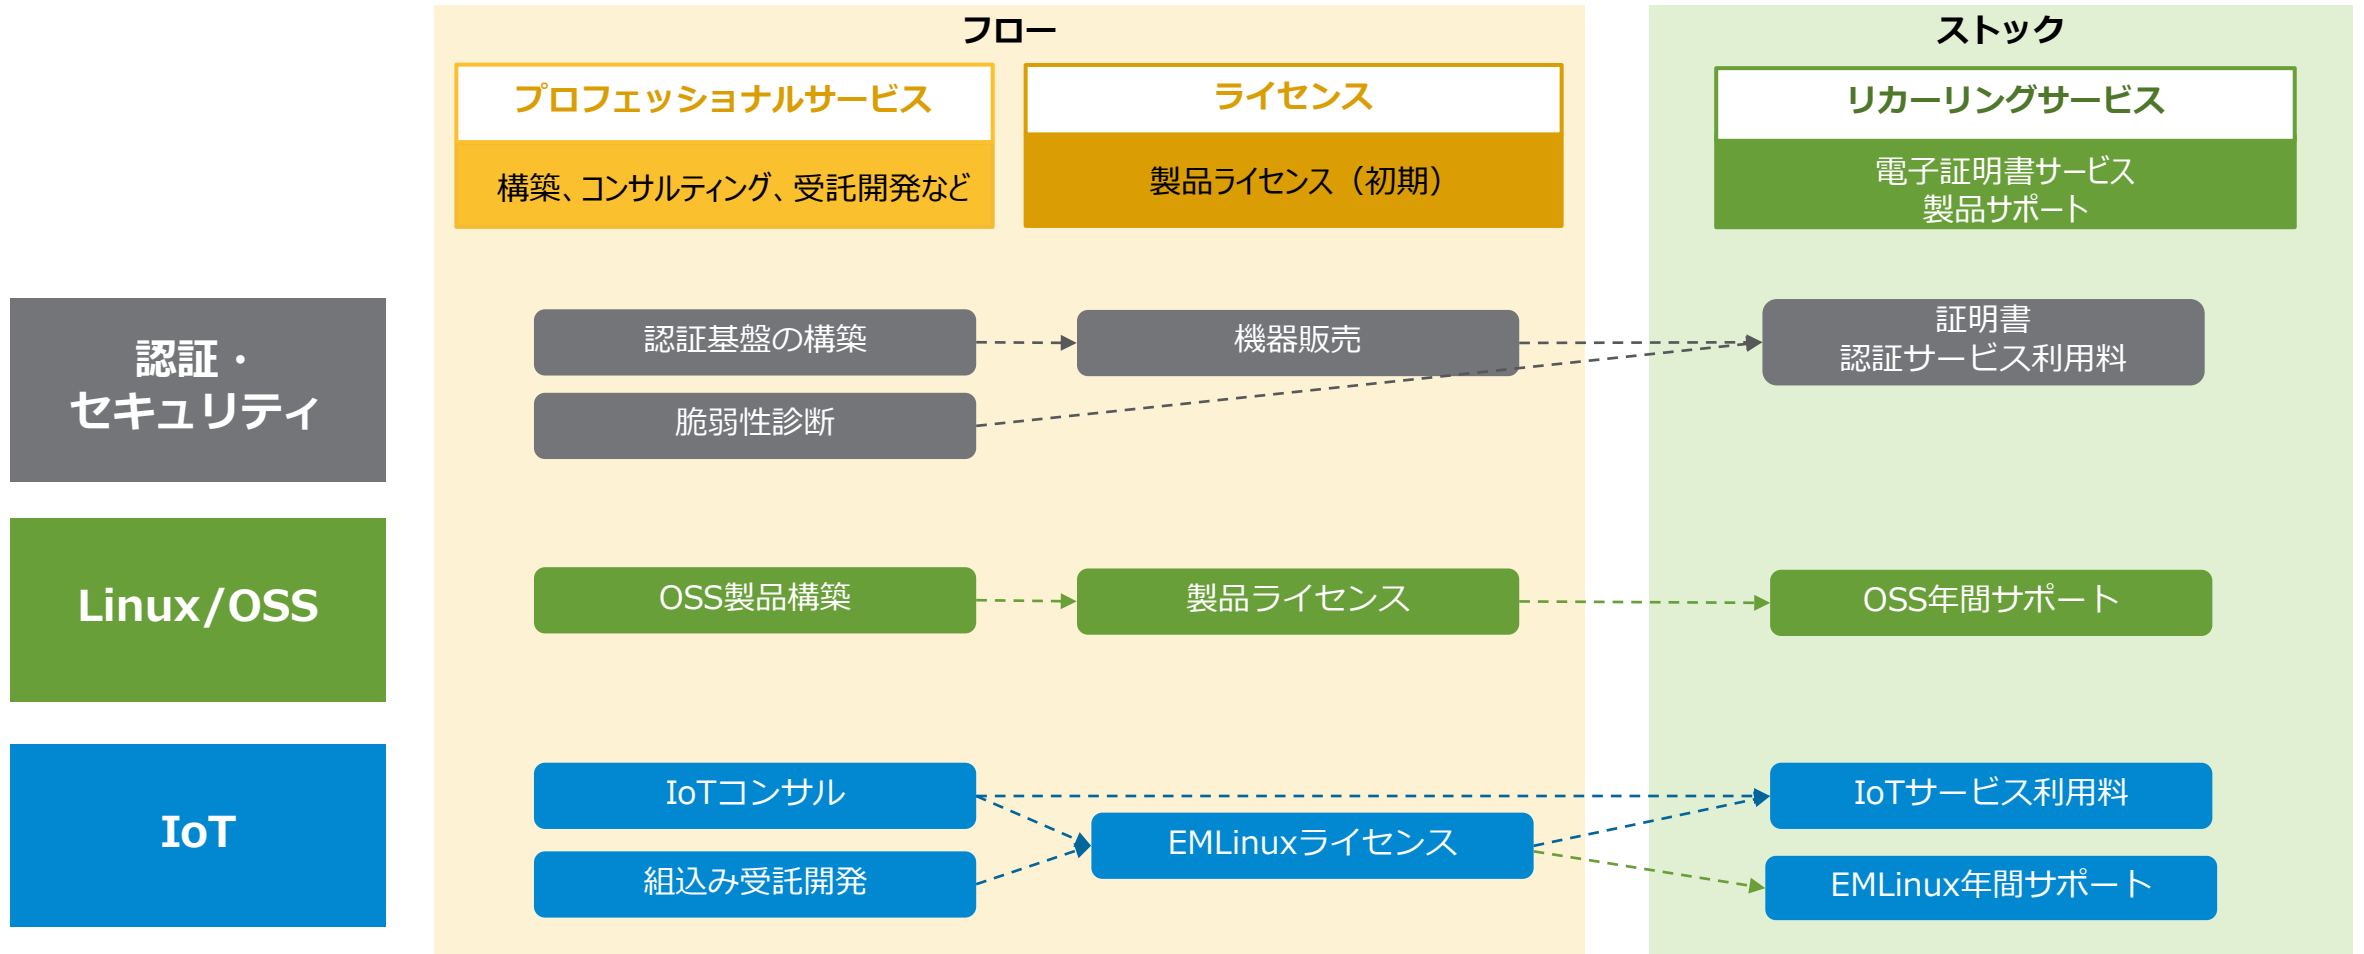 フロー
ストック
プロフェッショナルサービス
ライセンス
リカーリングサービス
構築、コンサルティング、受託開発など
製品ライセンス（初期）
電子証明書サービス
製品サポート
認証・
セキュリティ
認証基盤の構築
機器販売
証明書
認証サービス利用料
脆弱性診断
Linux/OSS
OSS製品構築
製品ライセンス
OSS年間サポート
IoT
IoTコンサル
IoTサービス利用料
EMLinuxライセンス
組込み受託開発
EMLinux年間サポート